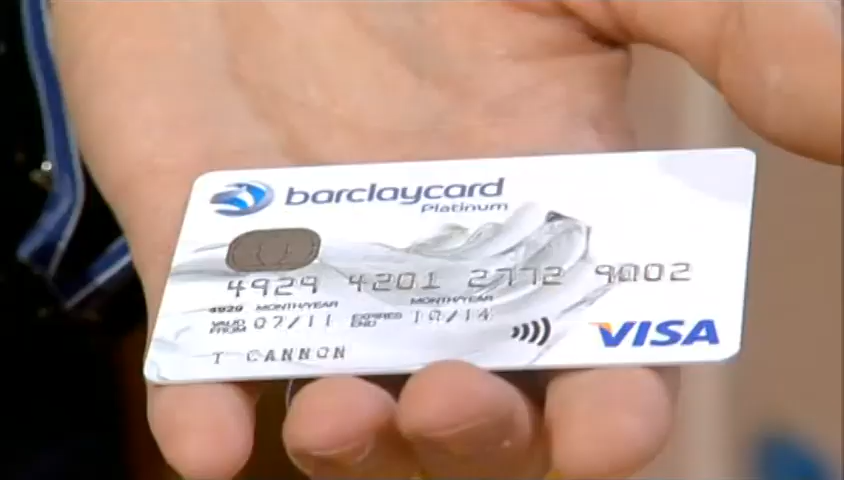 barclaycard
Platinum
4929 4201 2772 9002
4929 MONTH/YEAR MONTH/YEAR
VALID FROM 07/11 EXPIRES END 10/14
T CANNON
VISA